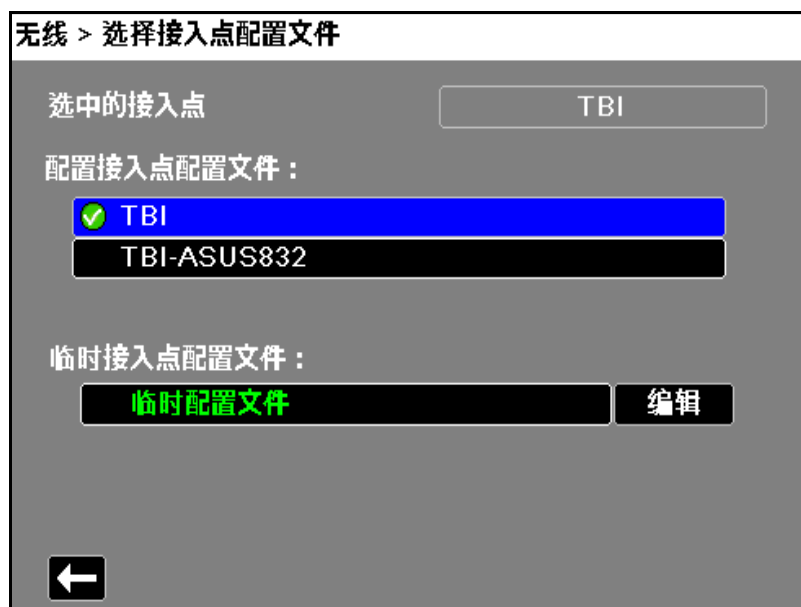 无线 > 选择接入点配置文件
选中的接入点 TBI
配置接入点配置文件：
TBI
TBI-ASUS832
临时接入点配置文件：
临时配置文件 编辑